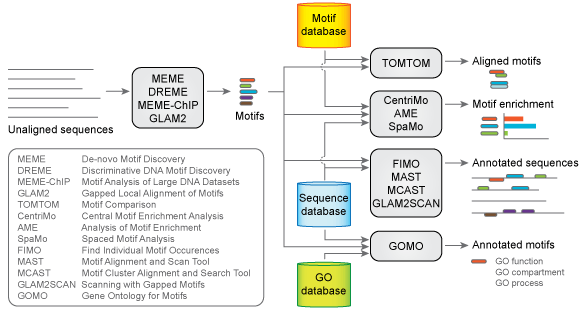 Motif
database
MEME
DREME
MEME-ChIP
GLAM2
TOMTOM
Aligned motifs
Unaligned sequences
Motifs
CentriMo
AME
SpaMo
Motif enrichment
MEME De-novo Motif Discovery
DREME Discriminative DNA Motif Discovery
MEME-ChIP Motif Analysis of Large DNA Datasets
GLAM2 Gapped Local Alignment of Motifs
TOMTOM Motif Comparison
CentriMo Central Motif Enrichment Analysis
AME Analysis of Motif Enrichment
SpaMo Spaced Motif Analysis
FIMO Find Individual Motif Occurences
MAST Motif Alignment and Scan Tool
MCAST Motif Cluster Alignment and Search Tool
GLAM2SCAN Scanning with Gapped Motifs
GOMO Gene Ontology for Motifs
FIMO
MAST
MCAST
GLAM2SCAN
Annotated sequences
Sequence
database
GOMO
Annotated motifs
GO function
GO compartment
GO process
GO
database